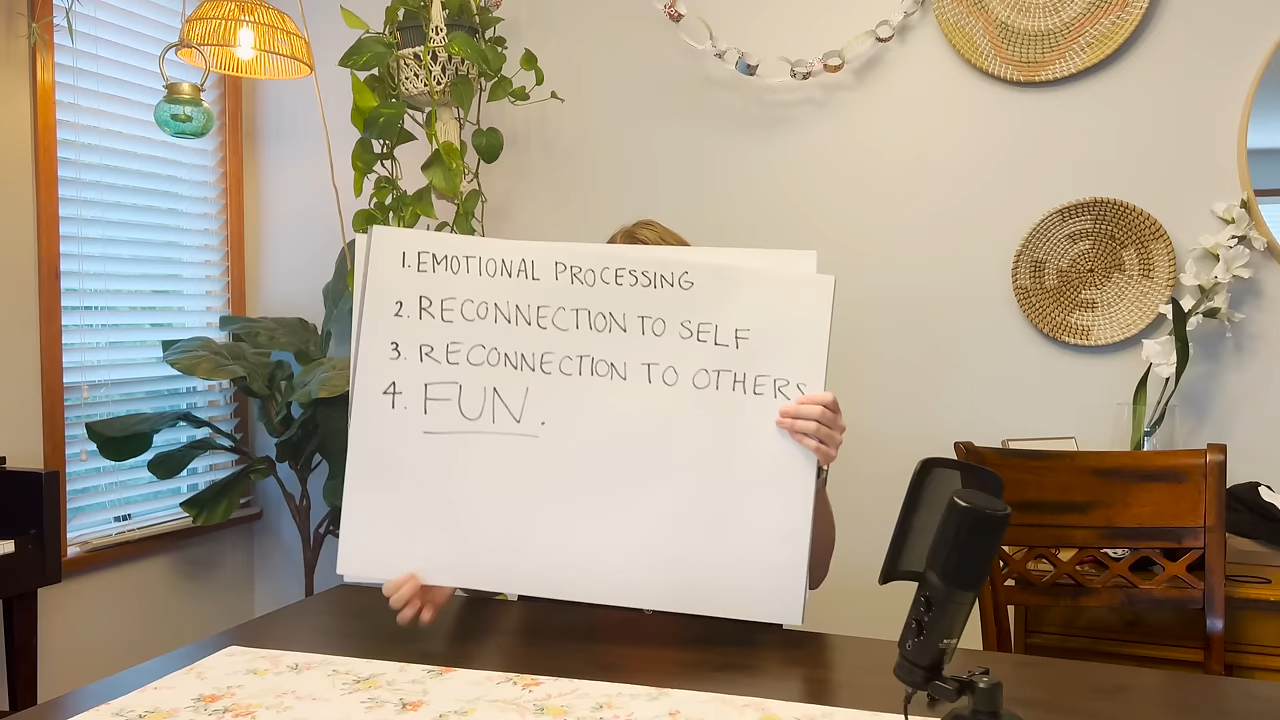 1. EMOTIONAL PROCESSING
2. RECONNECTION TO SELF
3. RECONNECTION TO OTHERS
4. FUN.